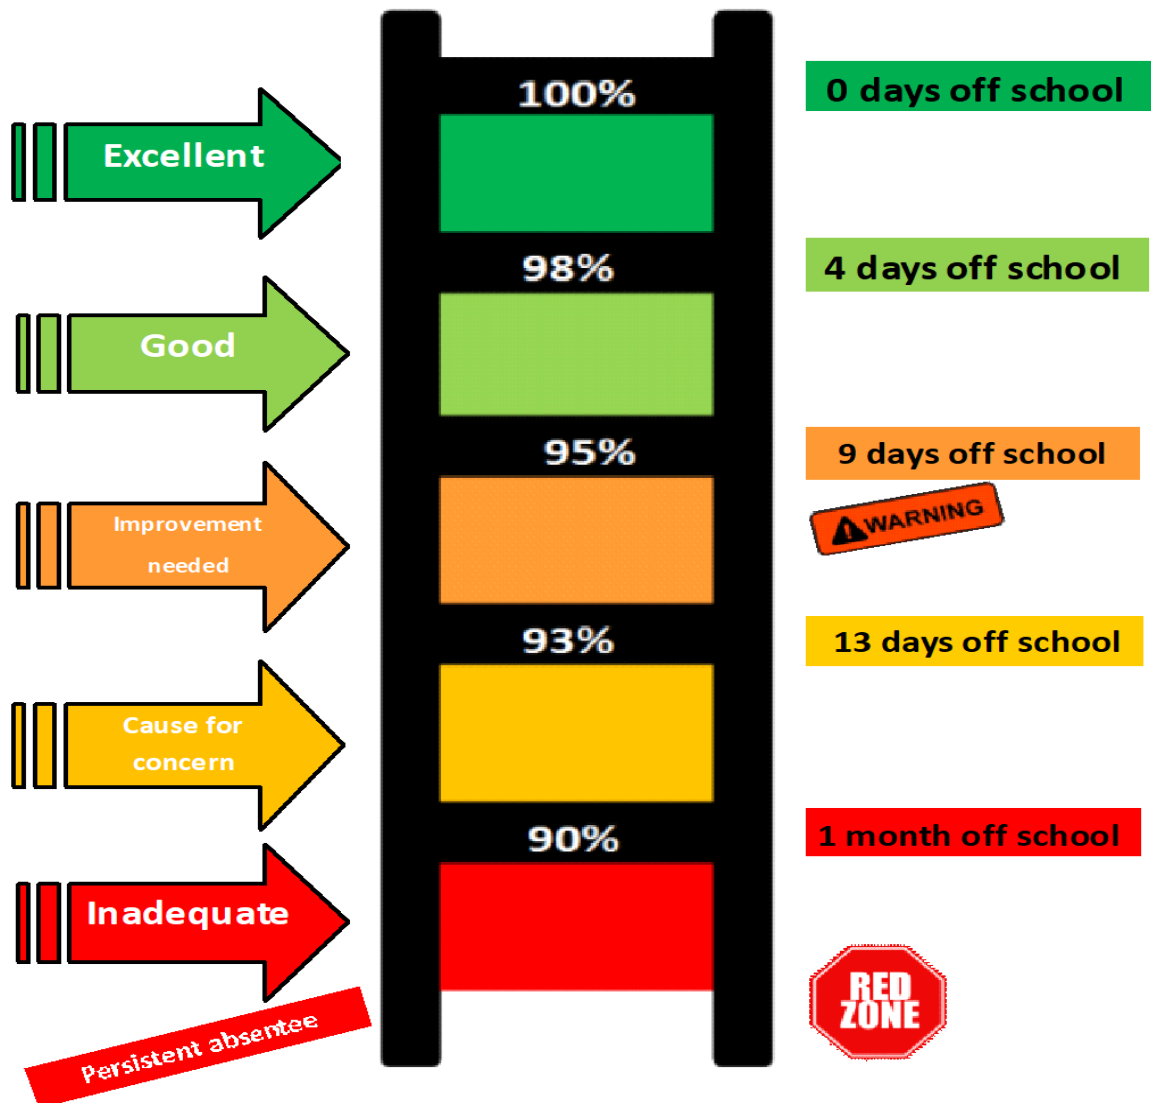 100%
0 days off school
Excellent
98%
4 days off school
Good
95%
9 days off school
WARNING
Improvement
needed
93%
13 days off school
Cause for
concern
90%
1 month off school
Inadequate
RED
ZONE
Persistent absentee